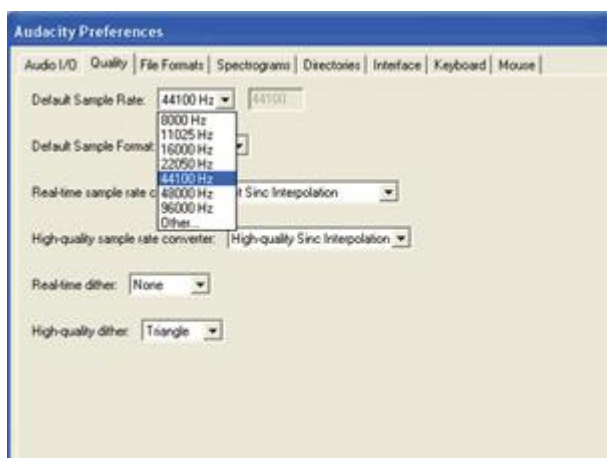 Audacity Preferences
Audio I/O Quality File Formats Spectrograms Directories Interface Keyboard Mouse
Default Sample Rate: 44100 Hz 44100
8000 Hz
11025 Hz
Default Sample Format:
16000 Hz
22050 Hz
44100 Hz
Real-time sample rate c
48000 Hz
t Sinc Interpolation
96000 Hz
Other...
High-quality sample rate converter: High-quality Sinc Interpolation
Real-time dither: None
High-quality dither: Triangle